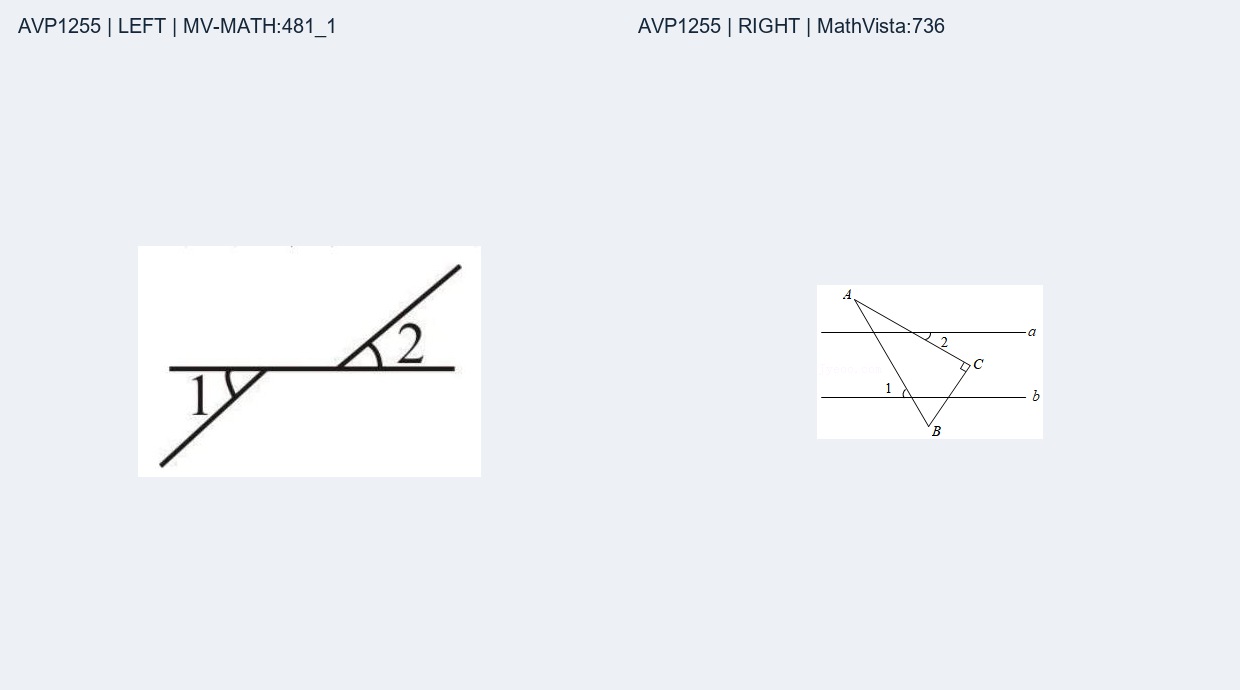 AVP1255 | LEFT | MV-MATH:481_1
AVP1255 | RIGHT | MathVista:736
1
2
A
a
2
C
1
b
B